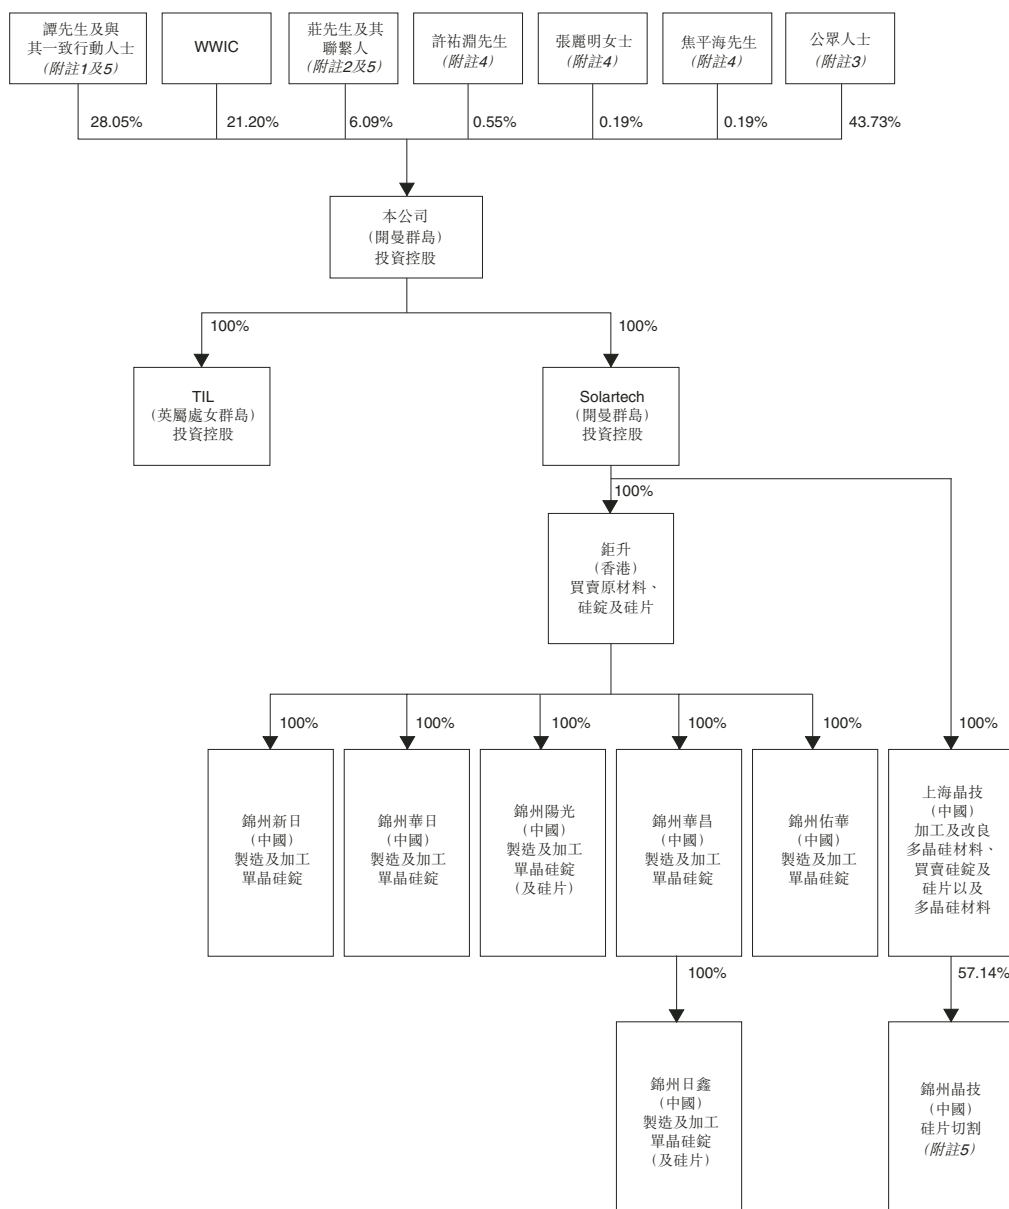 譚先生及與
其一致行動人士
(附註1及5)
WWIC
莊先生及其
聯繫人
(附註2及5)
許祐淵先生
(附註4)
張麗明女士
(附註4)
焦平海先生
(附註4)
公眾人士
(附註3)
28.05%
21.20%
6.09%
0.55%
0.19%
0.19%
43.73%
本公司
(開曼群島)
投資控股
100%
100%
TIL
(英屬處女群島)
投資控股
Solartech
(開曼群島)
投資控股
100%
鉅升
(香港)
買賣原材料、
硅錠及硅片
100%
100%
100%
100%
100%
100%
錦州新日
(中國)
製造及加工
單晶硅錠
錦州華日
(中國)
製造及加工
單晶硅錠
錦州陽光
(中國)
製造及加工
單晶硅錠
(及硅片)
錦州華昌
(中國)
製造及加工
單晶硅錠
錦州佑華
(中國)
製造及加工
單晶硅錠
上海晶技
(中國)
加工及改良
多晶硅材料、
買賣硅錠及
硅片以及
多晶硅材料
100%
57.14%
錦州日鑫
(中國)
製造及加工
單晶硅錠
(及硅片)
錦州晶技
(中國)
硅片切割
(附註5)